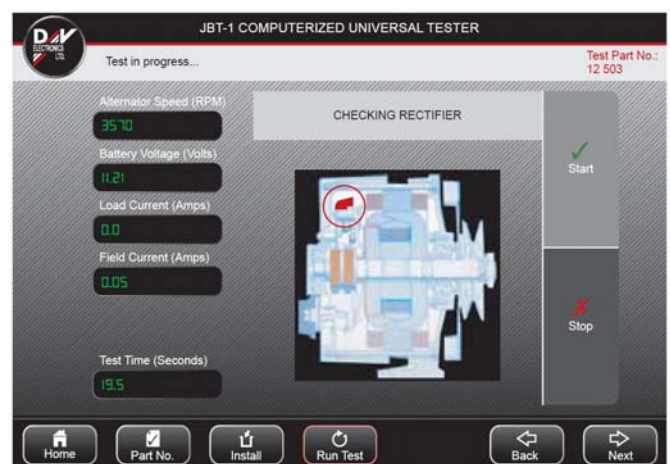 JBT-1 COMPUTERIZED UNIVERSAL TESTER
D&V
ELECTRONICS
LTD.
Test in progress...
Test Part No.:
12 503
Alternator Speed (RPM)
3570
CHECKING RECTIFIER
Battery Voltage (Volts)
11.21
Start
Load Current (Amps)
0.0
Field Current (Amps)
0.05
Stop
Test Time (Seconds)
19.5
Home
Part No.
Install
Run Test
Back
Next